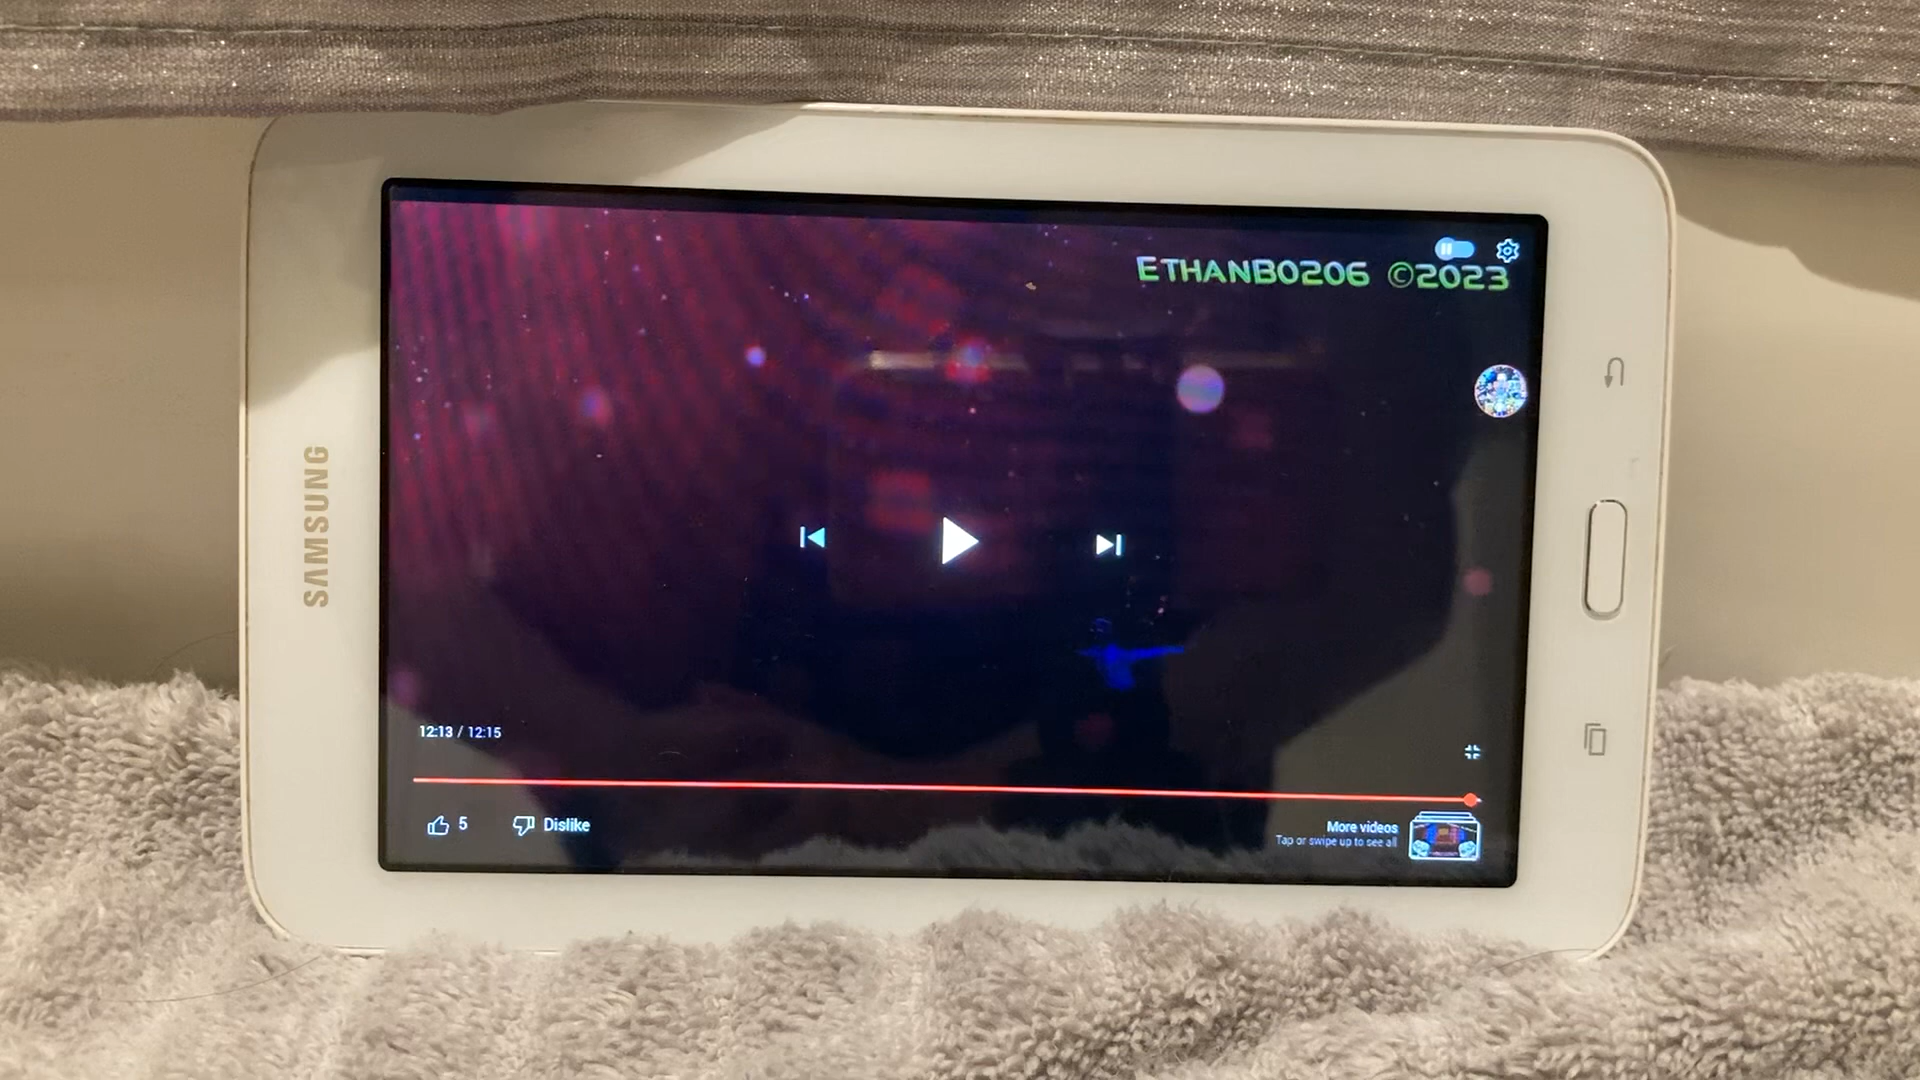 SAMSUNG
ETHANB0206 ©2023
12:13 / 12:15
5
Dislike
More videos
Tap or swipe up to see all